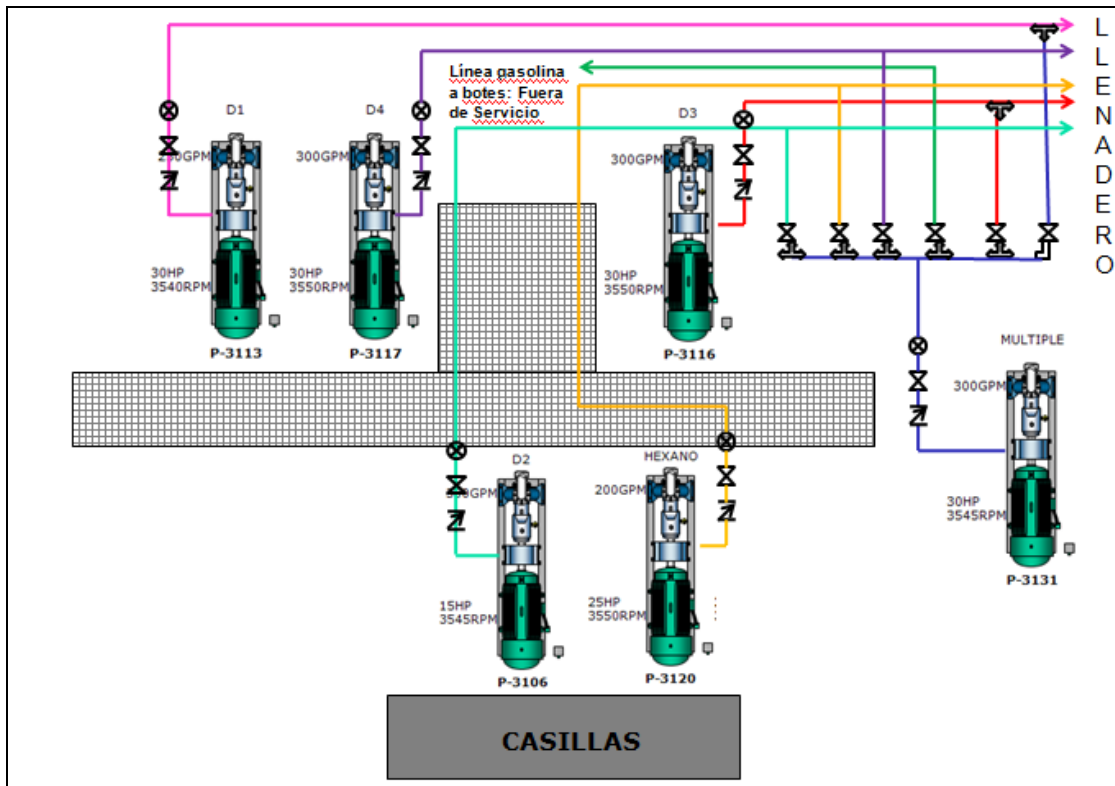 Línea gasolina
a botes: Fuera
de Servicio
D1
30HP
3540RPM
P-3113
D4
300GPM
30HP
3550RPM
P-3117
D3
300GPM
30HP
3550RPM
P-3116
L
L
E
N
A
D
E
R
O
MULTIPLE
300GPM
30HP
3545RPM
P-3131
D2
15HP
3545RPM
P-3106
HEXANO
200GPM
25HP
3550RPM
P-3120
CASILLAS